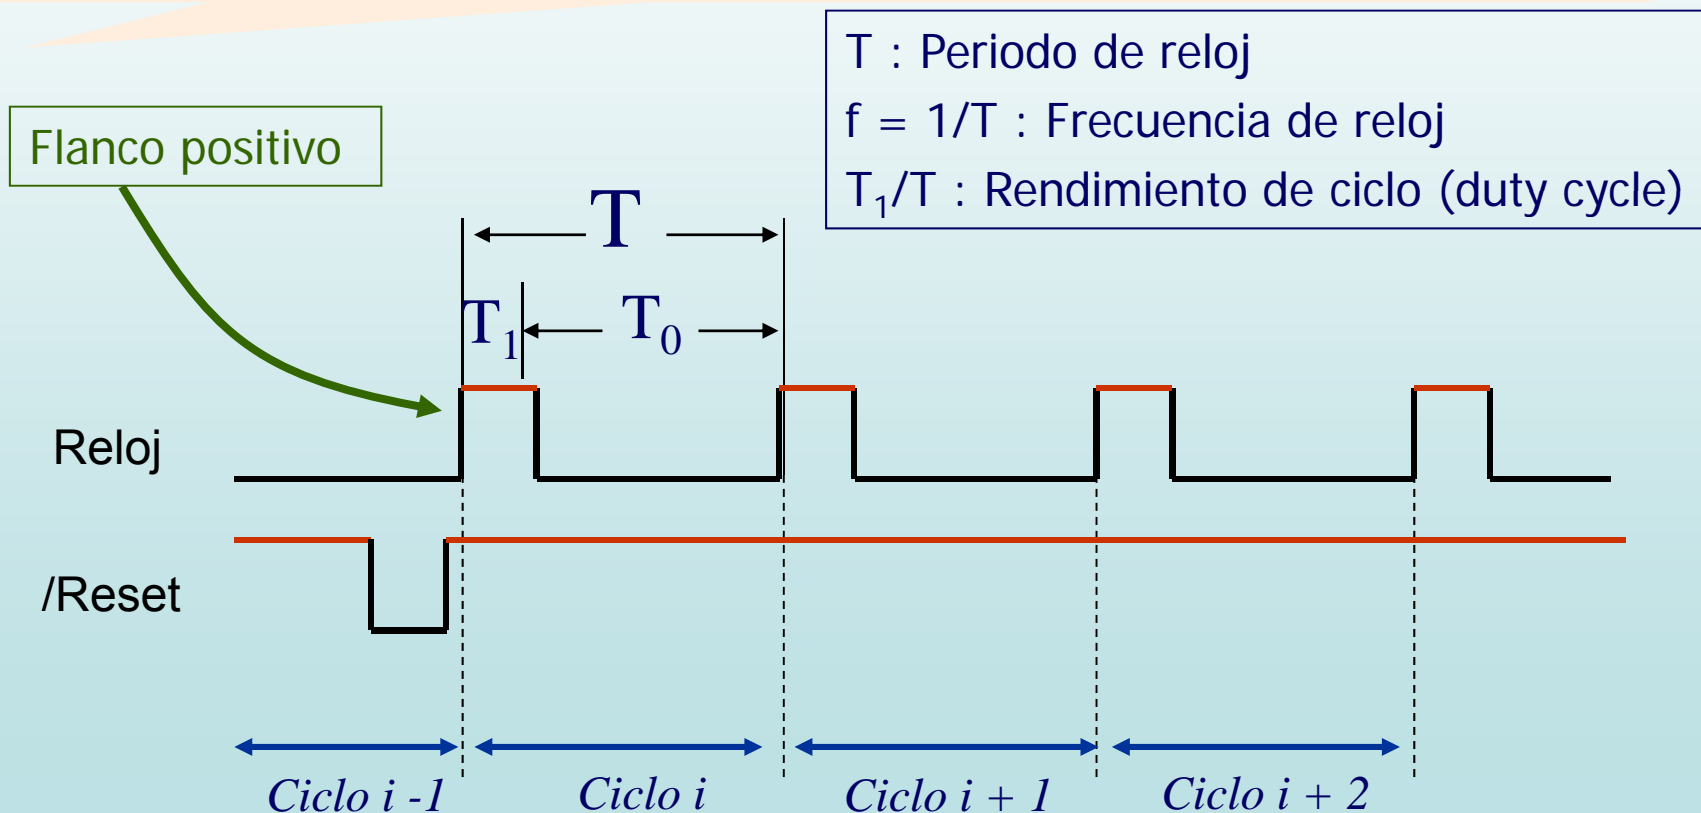 T : Periodo de reloj
f = 1/T : Frecuencia de reloj
T₁/T : Rendimiento de ciclo (duty cycle)
Flanco positivo
T
T₁
T₀
Reloj
/Reset
Ciclo i -1
Ciclo i
Ciclo i + 1
Ciclo i + 2